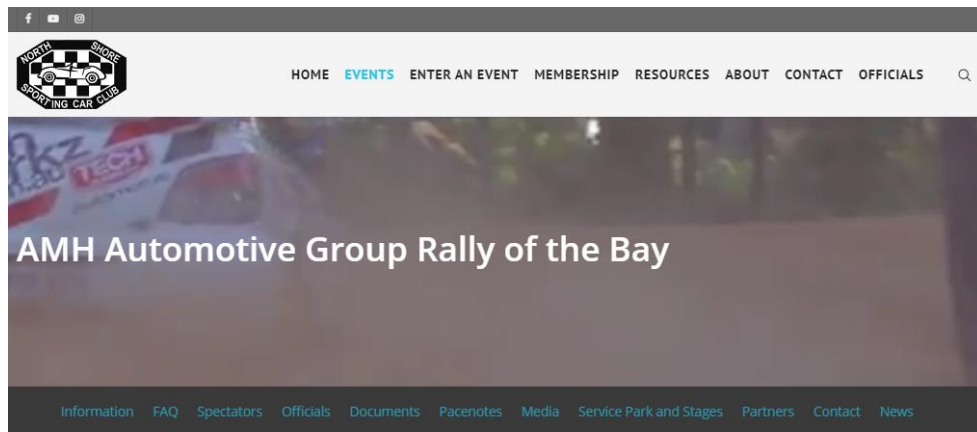 NORTH SHORE
SPORTING CAR CLUB
HOME EVENTS ENTER AN EVENT MEMBERSHIP RESOURCES ABOUT CONTACT OFFICIALS
TECH
AMH Automotive Group Rally of the Bay
Information FAQ Spectators Officials Documents Pacenotes Media Service Park and Stages Partners Contact News